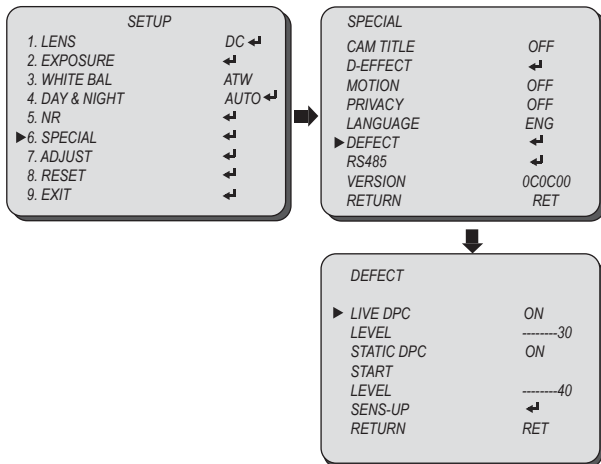 SETUP
1. LENS DC ↵
2. EXPOSURE ↵
3. WHITE BAL ATW
4. DAY & NIGHT AUTO ↵
5. NR ↵
▶6. SPECIAL ↵
7. ADJUST ↵
8. RESET ↵
9. EXIT ↵
SPECIAL
CAM TITLE OFF
D-EFFECT ↵
MOTION OFF
PRIVACY OFF
LANGUAGE ENG
▶DEFECT ↵
RS485 ↵
VERSION 0C0C00
RETURN RET
DEFECT
▶ LIVE DPC ON
LEVEL --------30
STATIC DPC ON
START
LEVEL --------40
SENS-UP ↵
RETURN RET